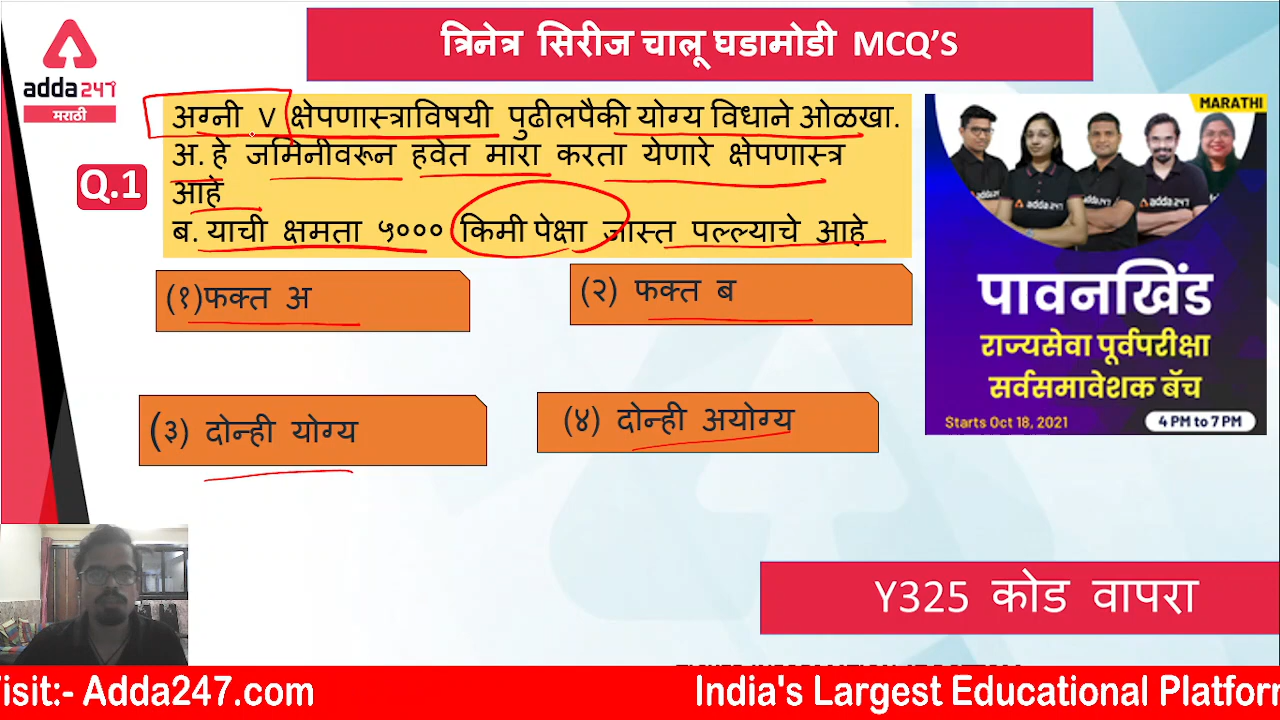 त्रिनेत्र सिरीज चालू घडामोडी MCQ'S
adda247
मराठी
Q.1
अग्नी V क्षेपणास्त्राविषयी पुढीलपैकी योग्य विधाने ओळखा.
अ. हे जमिनीवरून हवेत मारा करता येणारे क्षेपणास्त्र
आहे
ब. याची क्षमता ५००० किमी पेक्षा जास्त पल्ल्याचे आहे
(१)फक्त अ
(२) फक्त ब
(३) दोन्ही योग्य
(४) दोन्ही अयोग्य
MARATHI
पावनखिंड
राज्यसेवा पूर्वपरीक्षा
सर्वसमावेशक बॅच
Starts Oct 18, 2021
4 PM to 7 PM
Y325 कोड वापरा
isit:- Adda247.com
India's Largest Educational Platfor